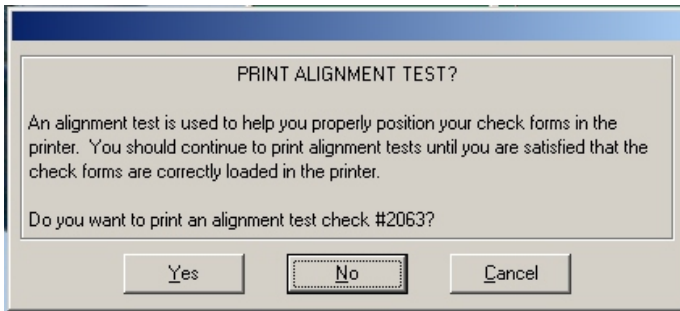 PRINT ALIGNMENT TEST?
An alignment test is used to help you properly position your check forms in the
printer. You should continue to print alignment tests until you are satisfied that the
check forms are correctly loaded in the printer.
Do you want to print an alignment test check #2063?
Yes No Cancel